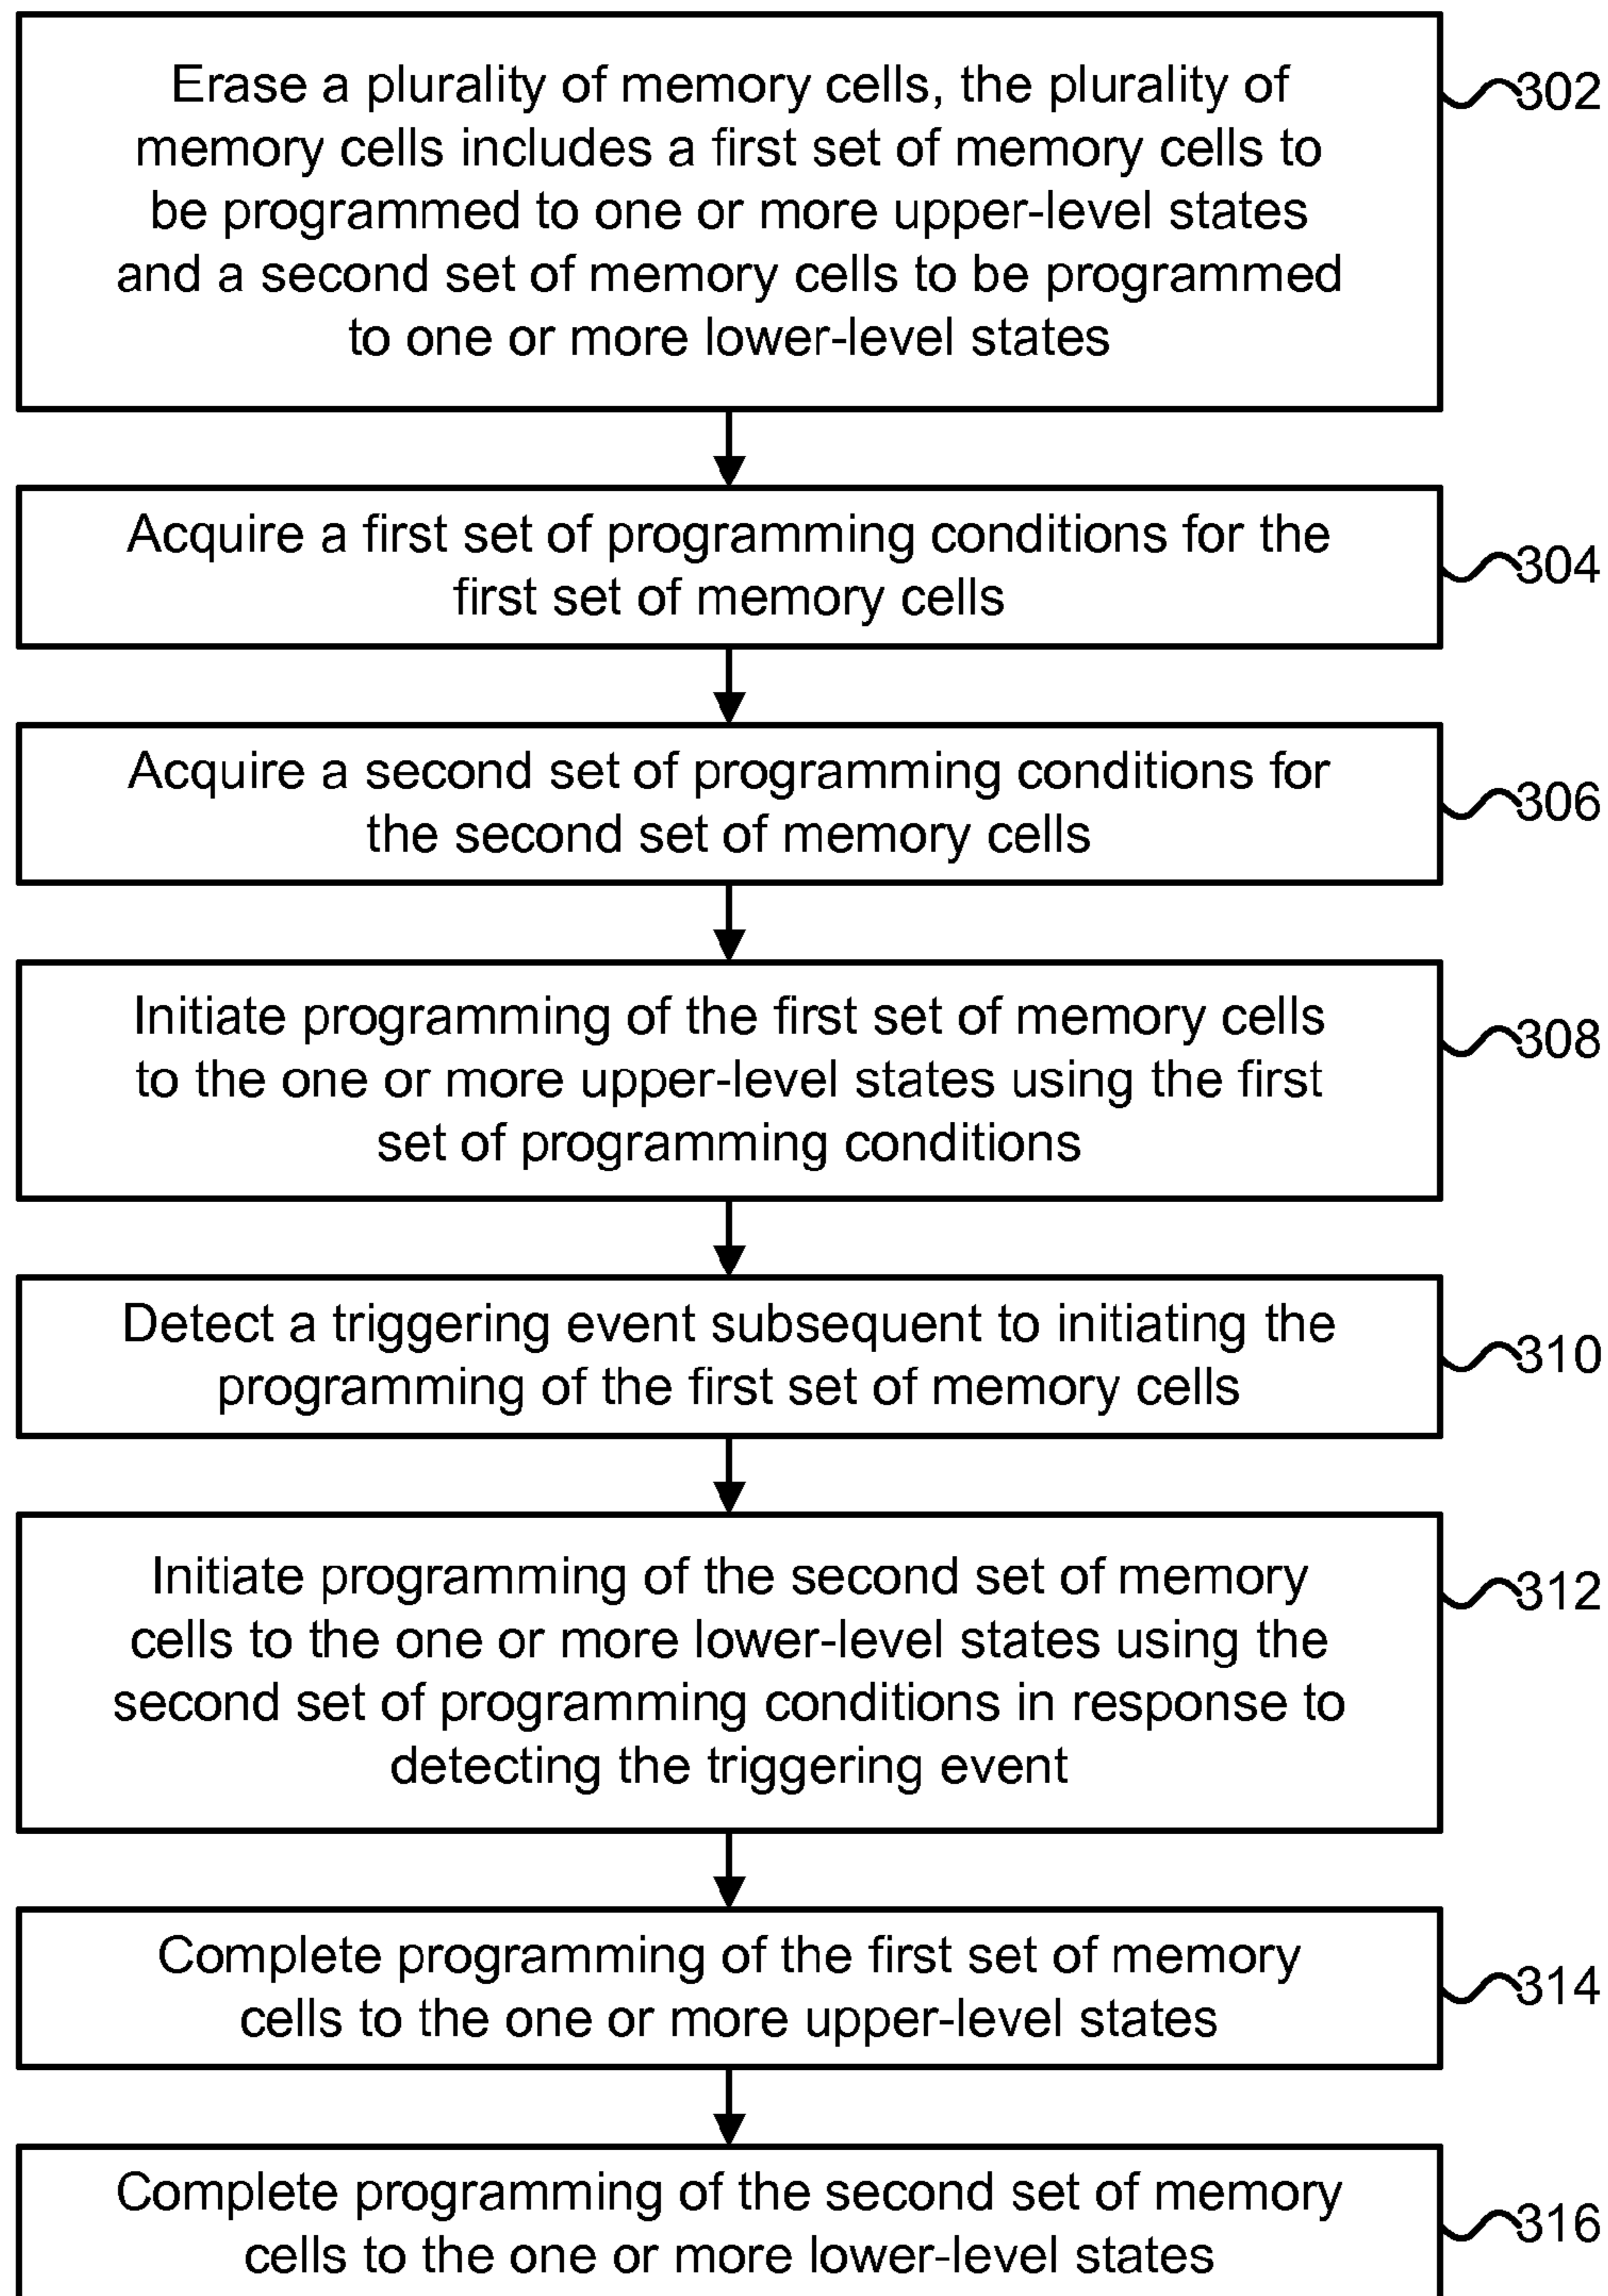 Erase a plurality of memory cells, the plurality of
memory cells includes a first set of memory cells to
be programmed to one or more upper-level states
and a second set of memory cells to be programmed
to one or more lower-level states
302
Acquire a first set of programming conditions for the
first set of memory cells
304
Acquire a second set of programming conditions for
the second set of memory cells
306
Initiate programming of the first set of memory cells
to the one or more upper-level states using the first
set of programming conditions
308
Detect a triggering event subsequent to initiating the
programming of the first set of memory cells
310
Initiate programming of the second set of memory
cells to the one or more lower-level states using the
second set of programming conditions in response to
detecting the triggering event
312
Complete programming of the first set of memory
cells to the one or more upper-level states
314
Complete programming of the second set of memory
cells to the one or more lower-level states
316